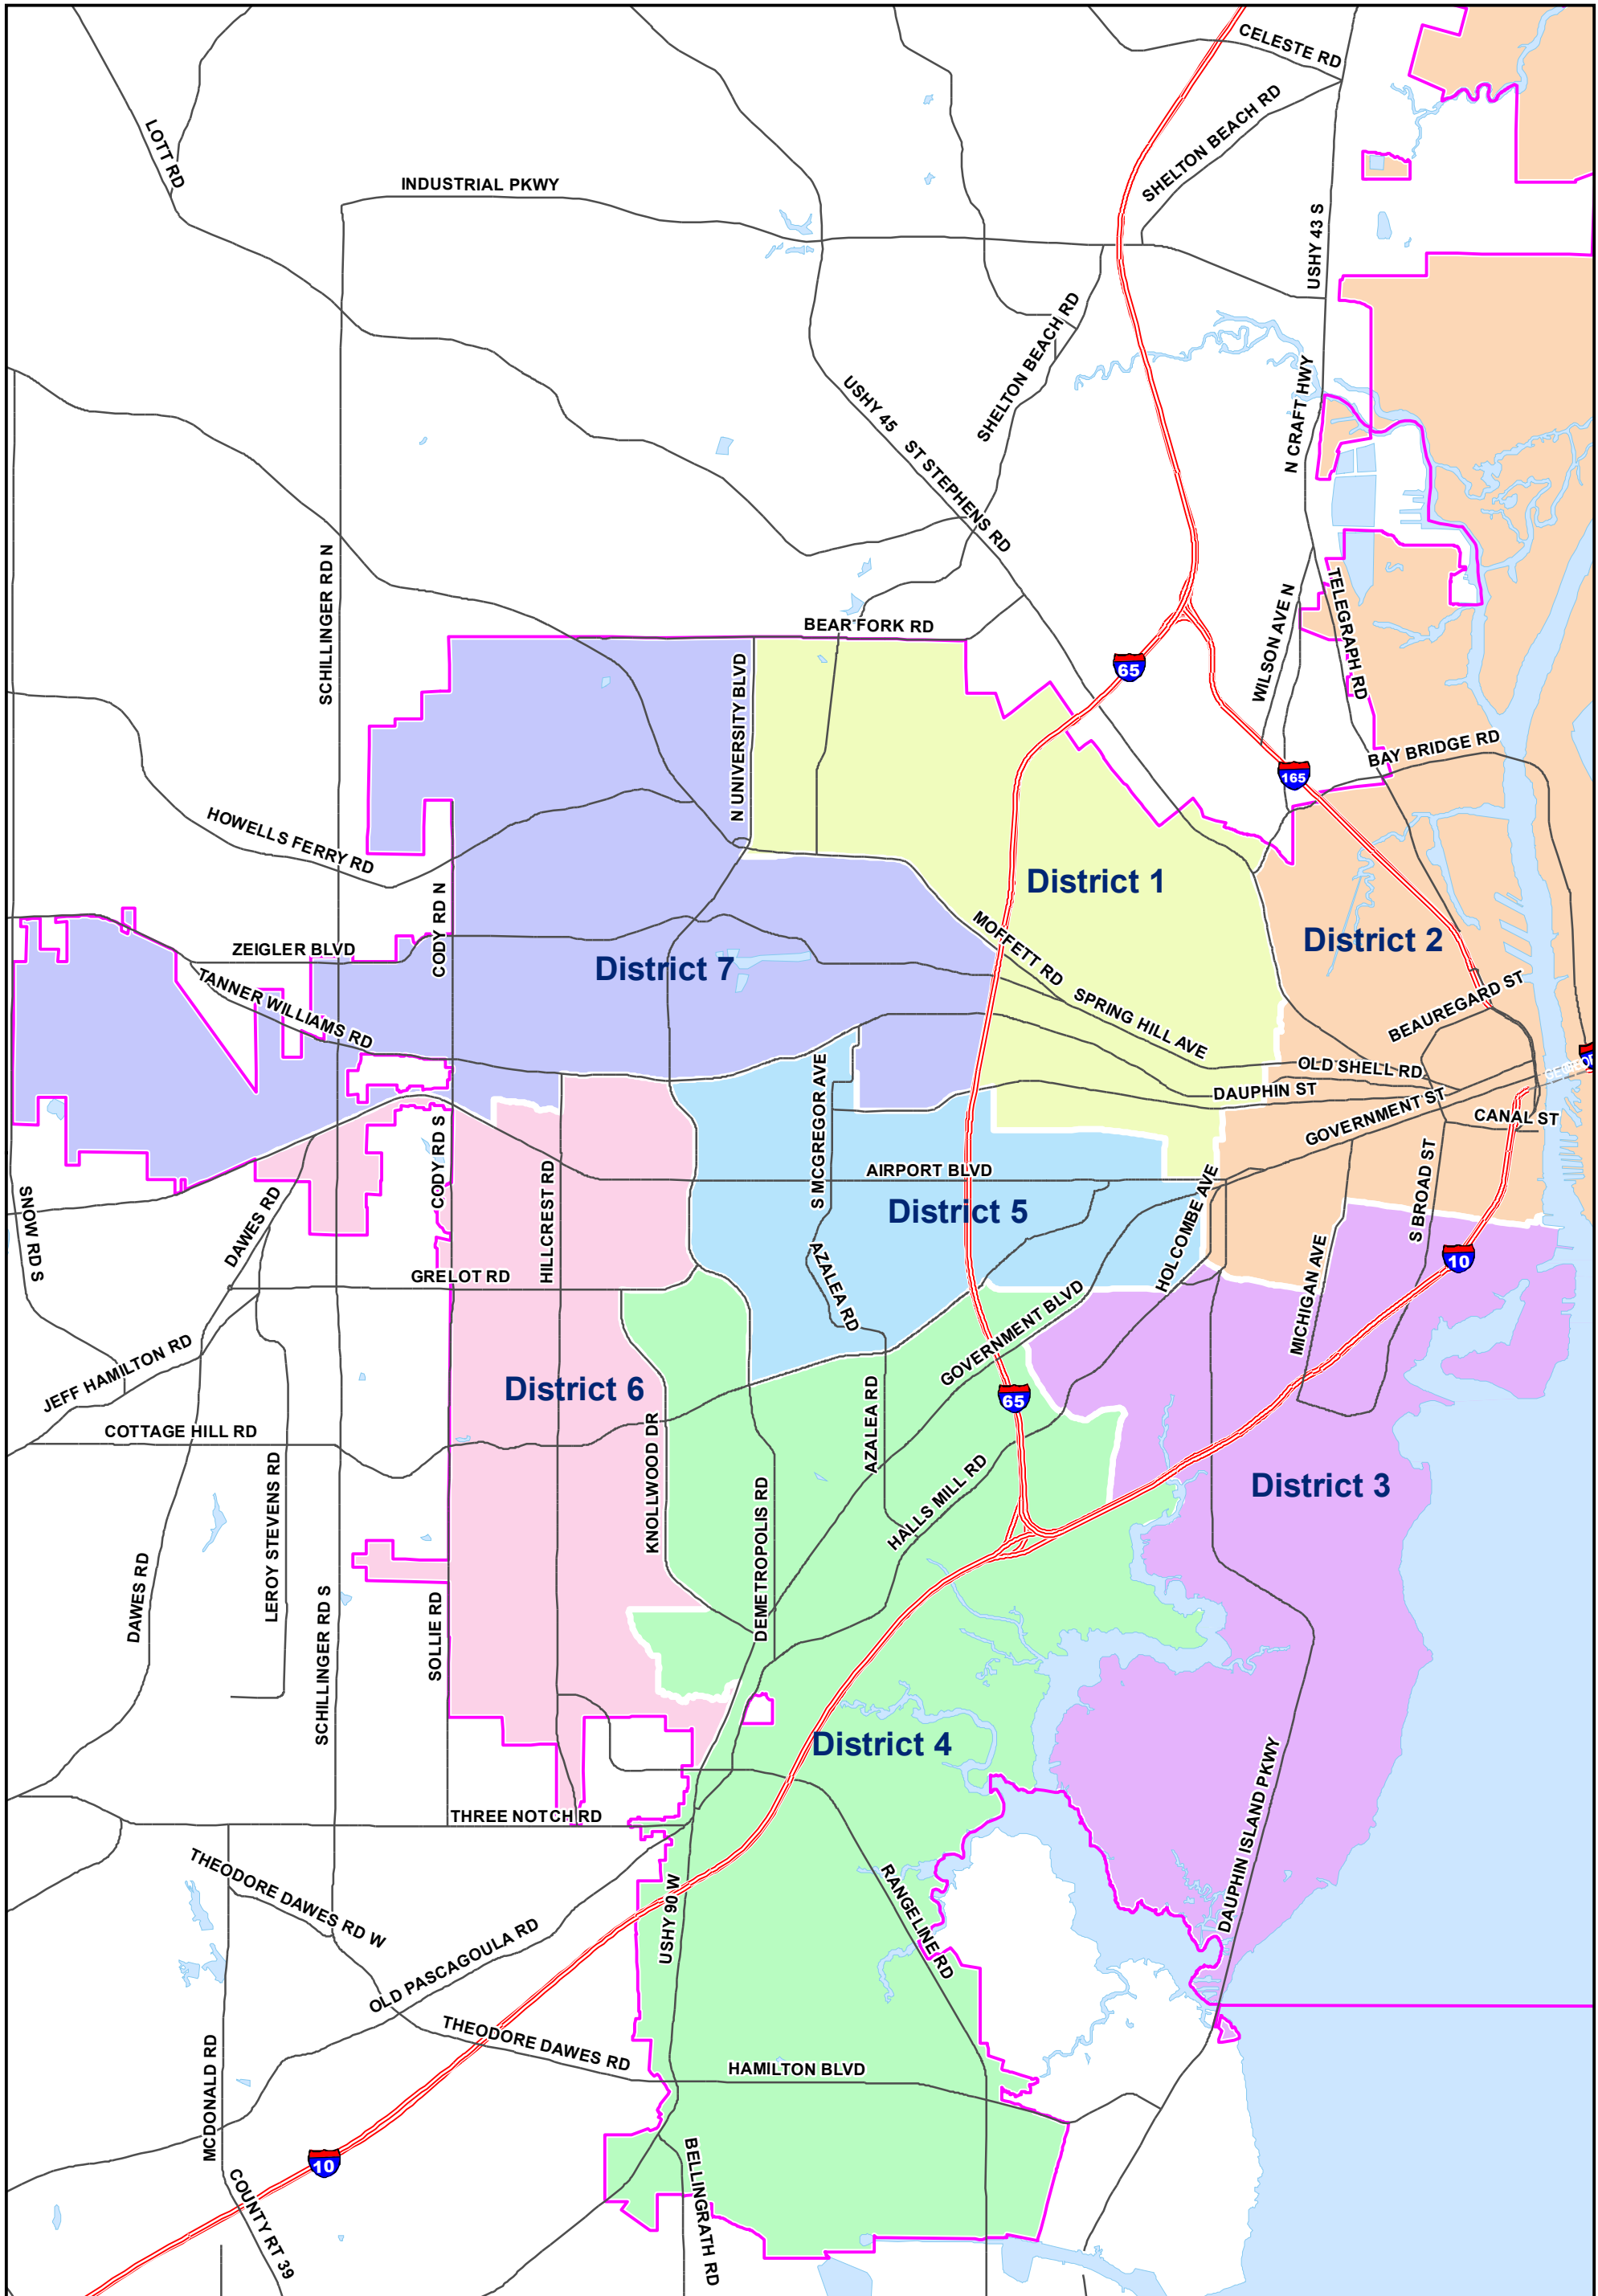 CELESTE RD
SHELTON BEACH RD
LOTT RD
INDUSTRIAL PKWY
USHY 43 S
SHELTON BEACH RD
N CRAFT HWY
USHY 45
ST STEPHENS RD
SCHILLINGER RD N
BEAR FORK RD
WILSON AVE N
TELEGRAPH RD
65
N UNIVERSITY BLVD
BAY BRIDGE RD
165
HOWELLS FERRY RD
District 1
CODY RD N
MOFFETT RD
District 2
ZEIGLER BLVD
District 7
TANNER WILLIAMS RD
SPRING HILL AVE
BEAUREGARD ST
OLD SHELL RD
DAUPHIN ST
S MCGREGOR AVE
GOVERNMENT ST
CANAL ST
CODY RD S
HILLCREST RD
AIRPORT BLVD
HOLCOMBE AVE
S BROAD ST
SNOW RD S
DAWES RD
District 5
AZALEA RD
GRELOT RD
10
MICHIGAN AVE
GOVERNMENT BLVD
JEFF HAMILTON RD
District 6
65
COTTAGE HILL RD
KNOLLWOOD DR
AZALEA RD
HALLS MILL RD
District 3
LEROY STEVENS RD
DEMETROPOLIS RD
DAWES RD
SCHILLINGER RD S
SOLLIE RD
District 4
THREE NOTCH RD
DAUPHIN ISLAND PKWY
THEODORE DAWES RD W
USHY 90 W
RANGELINE RD
OLD PASCAGOULA RD
THEODORE DAWES RD
HAMILTON BLVD
MCDONALD RD
10
BELLINGRATH RD
COUNTY RT 39